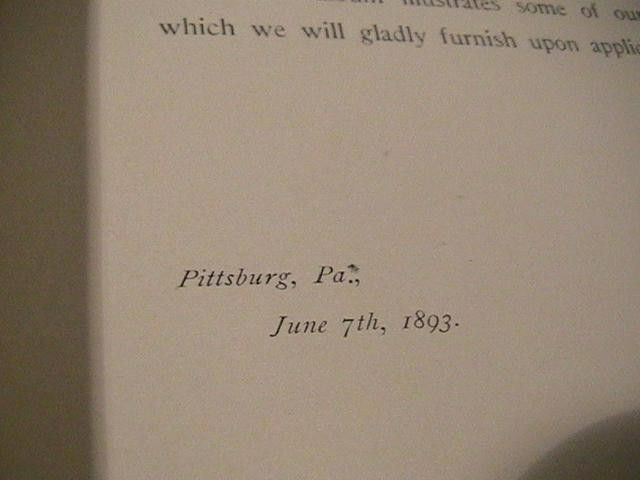 illustrates some of our
which we will gladly furnish upon
Pittsburg, Pa.,
June 7th, 1893.